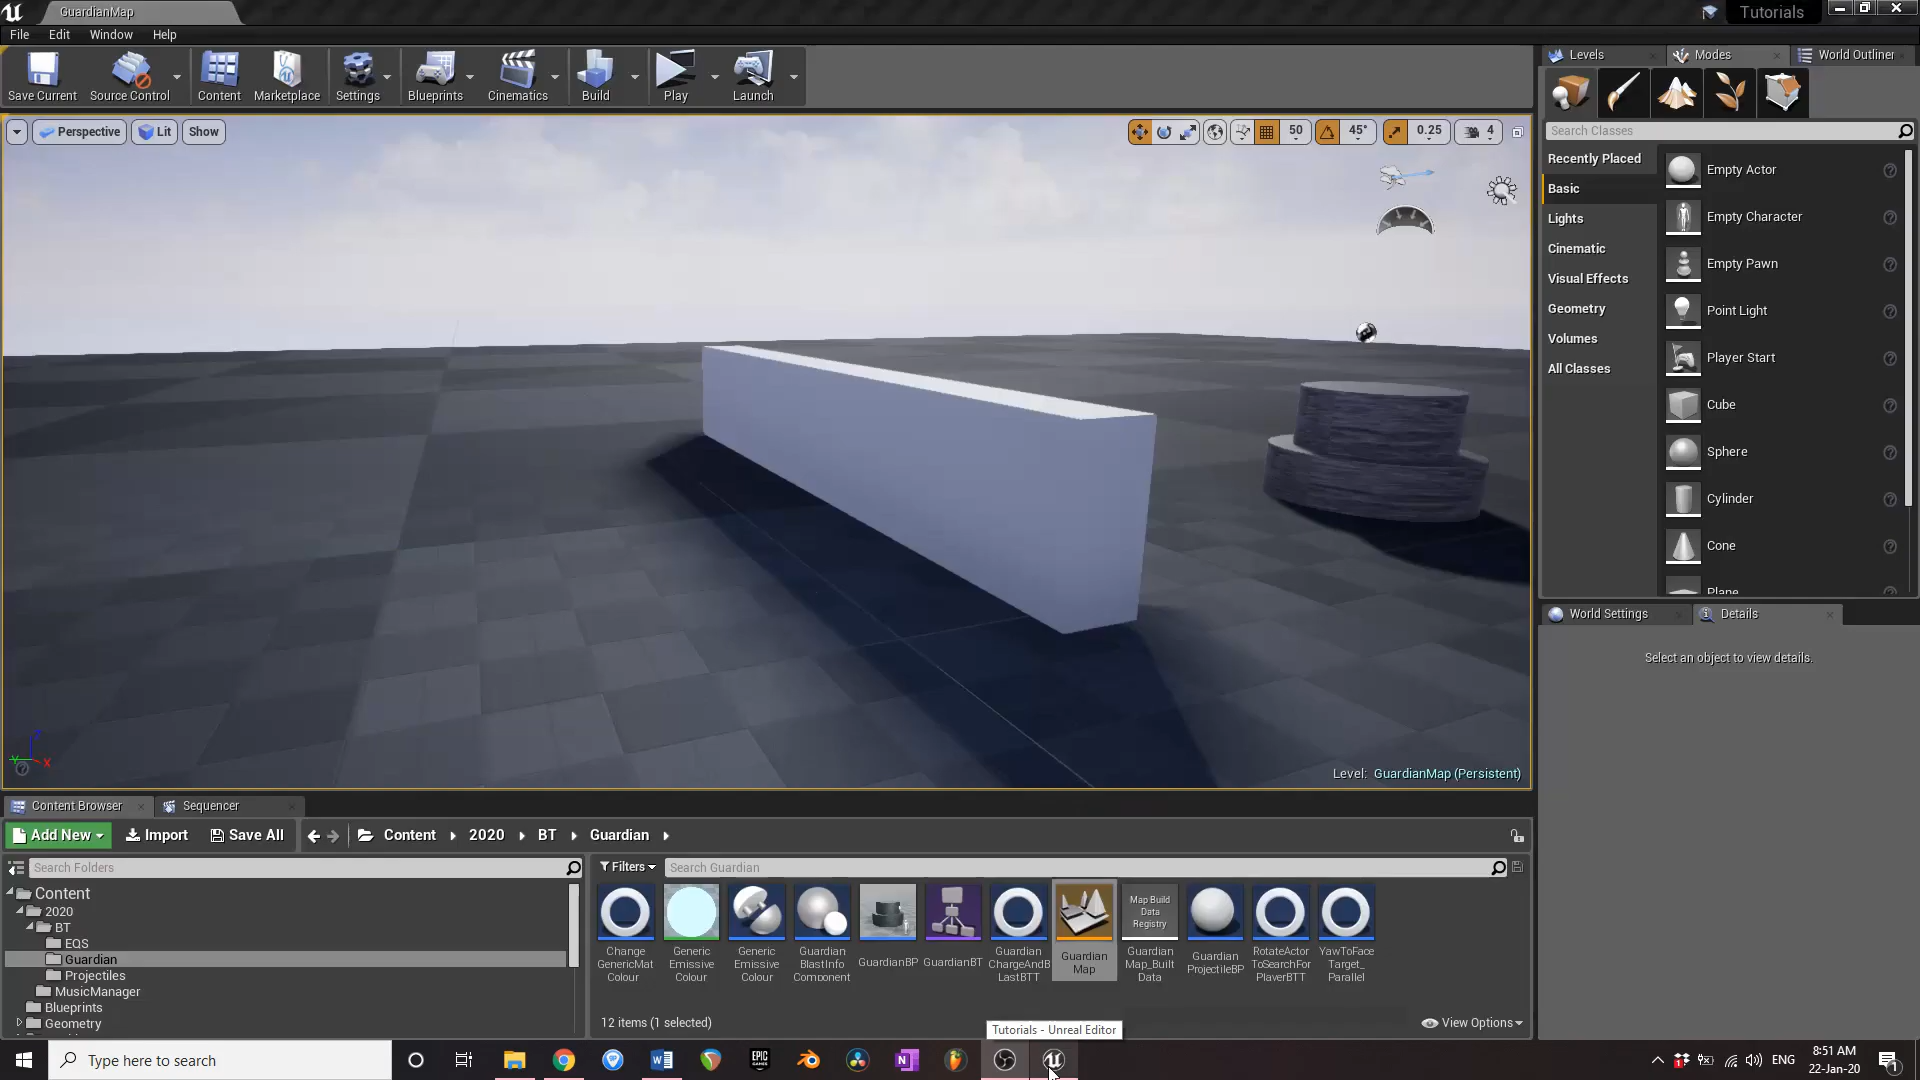 GuardianMap
Tutorials
File Edit Window Help
Levels Modes World Outliner
Save Current Source Control Content Marketplace Settings Blueprints Cinematics Build Play Launch
Perspective Lit Show
50 45° 0.25 4
Search Classes
Recently Placed
Basic
Lights
Cinematic
Visual Effects
Geometry
Volumes
All Classes
Empty Actor
Empty Character
Empty Pawn
Point Light
Player Start
Cube
Sphere
Cylinder
Cone
Plane
World Settings Details
Select an object to view details.
Level: GuardianMap (Persistent)
Content Browser Sequencer
Add New Import Save All Content 2020 BT Guardian
Search Folders
Filters Search Guardian
Content
2020
BT
EQS
Guardian
Projectiles
MusicManager
Blueprints
Geometry
Change
GenericMat
Colour
Generic
Emissive
Colour
Generic
Emissive
Colour
Guardian
BlastInfo
Component
GuardianBP
GuardianBT
Guardian
ChargeAndB
LastBTT
Guardian
Map
Map Build
Data
Registry
Guardian
Map_Built
Data
Guardian
ProjectileBP
RotateActor
ToSearchFor
PlayerBTT
YawToFace
Target_
Parallel
12 items (1 selected)
View Options
Tutorials - Unreal Editor
Type here to search
EPIC
GAMES
ENG
8:51 AM
22-Jan-20
1